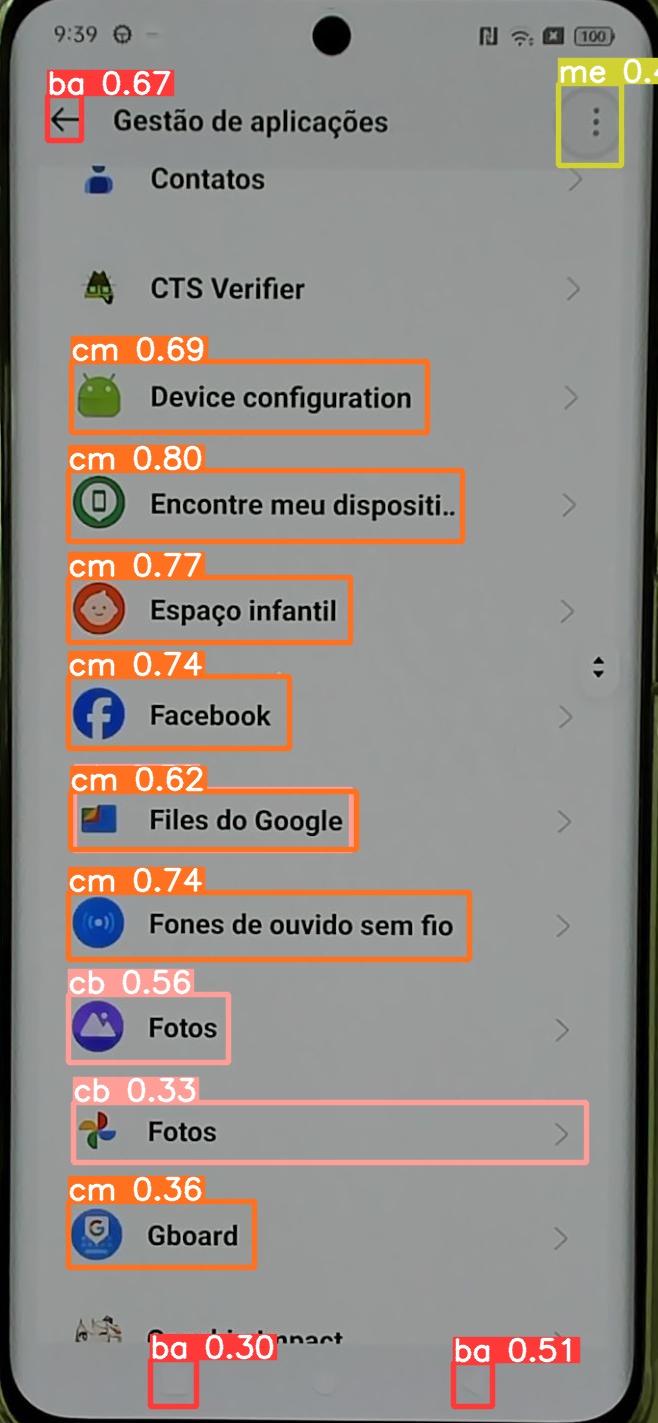 9:39
100
ba 0.67
me 0.4
Gestão de aplicações
Contatos
CTS Verifier
cm 0.69
Device configuration
cm 0.80
Encontre meu dispositi..
cm 0.77
Espaço infantil
cm 0.74
Facebook
cm 0.62
Files do Google
cm 0.74
Fones de ouvido sem fio
cb 0.56
Fotos
cb 0.33
Fotos
cm 0.36
Gboard
ba 0.30
ba 0.51